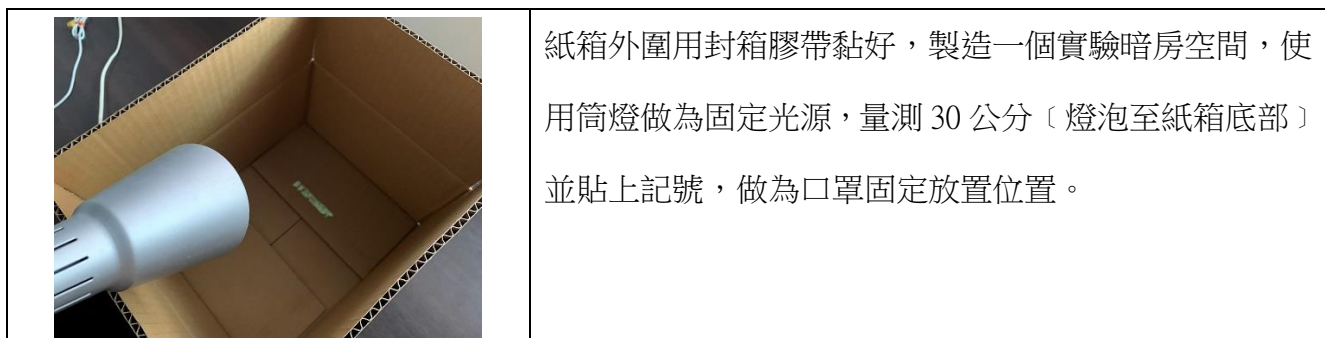 紙箱外圍用封箱膠帶黏好，製造一個實驗暗房空間，使
用筒燈做為固定光源，量測 30 公分﹝燈泡至紙箱底部﹞
並貼上記號，做為口罩固定放置位置。